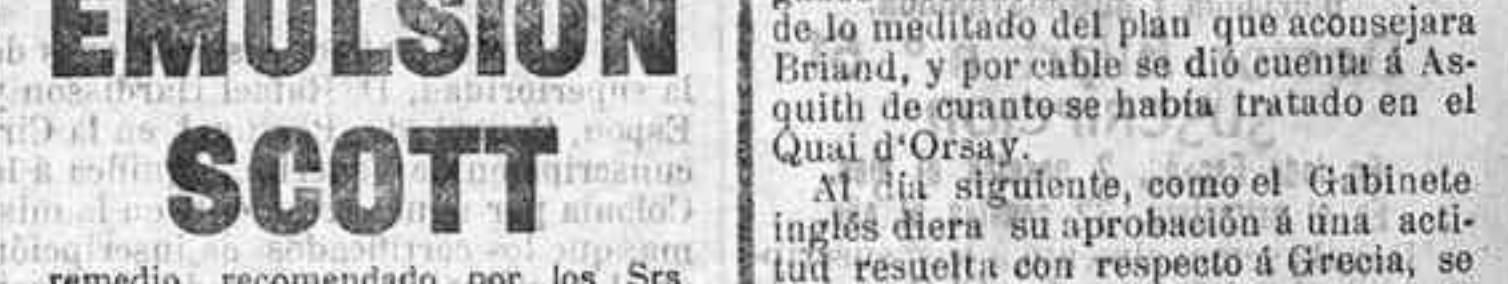 EMULSION
SCOTT
remedio recomendado por los Srs.
de lo meditado del plan que aconsejara
Briand, y por cable se dió cuenta á As-
quith de cuanto se había tratado en el
Quai d'Orsay.
Al día siguiente, como el Gabinete
inglés diera su aprobación á una acti-
tud resuelta con respecto á Grecia, se